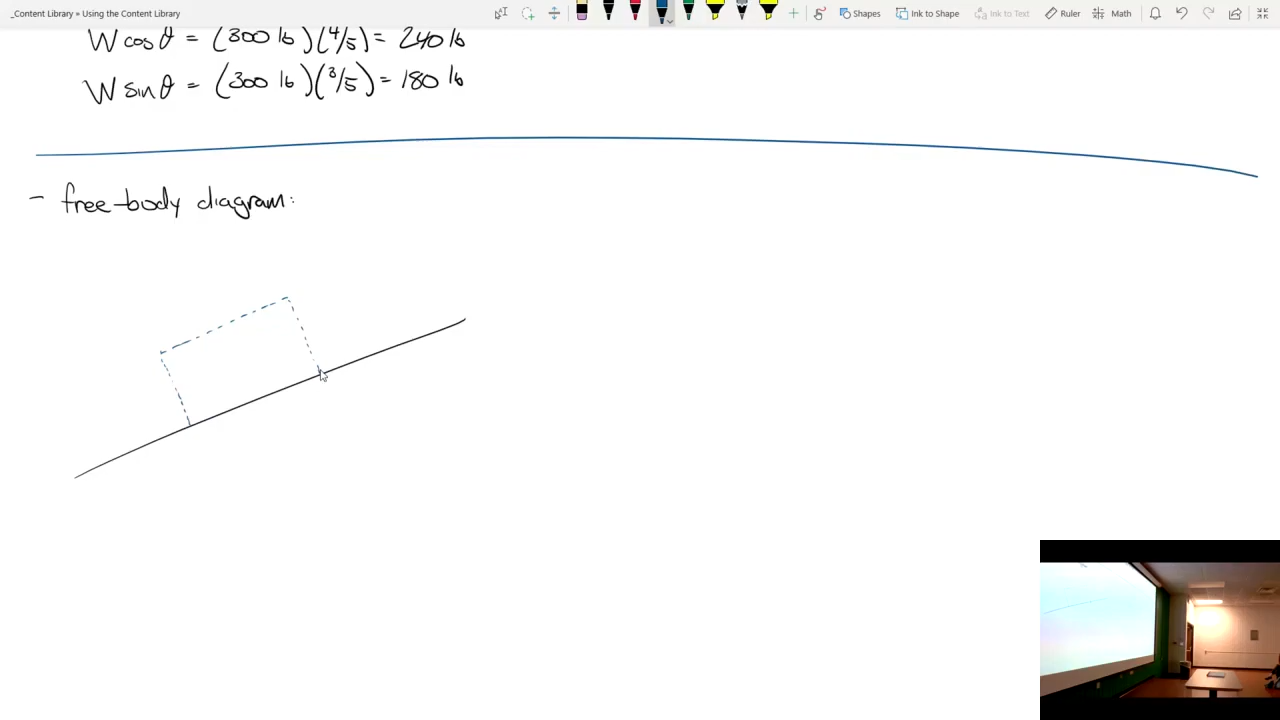 _Content Library » Using the Content Library
Shapes
Ink to Shape
Ink to Text
Ruler
Math
W cos θ = (300 lb)(4/5) = 240 lb
W sin θ = (300 lb)(3/5) = 180 lb
- free-body diagram: